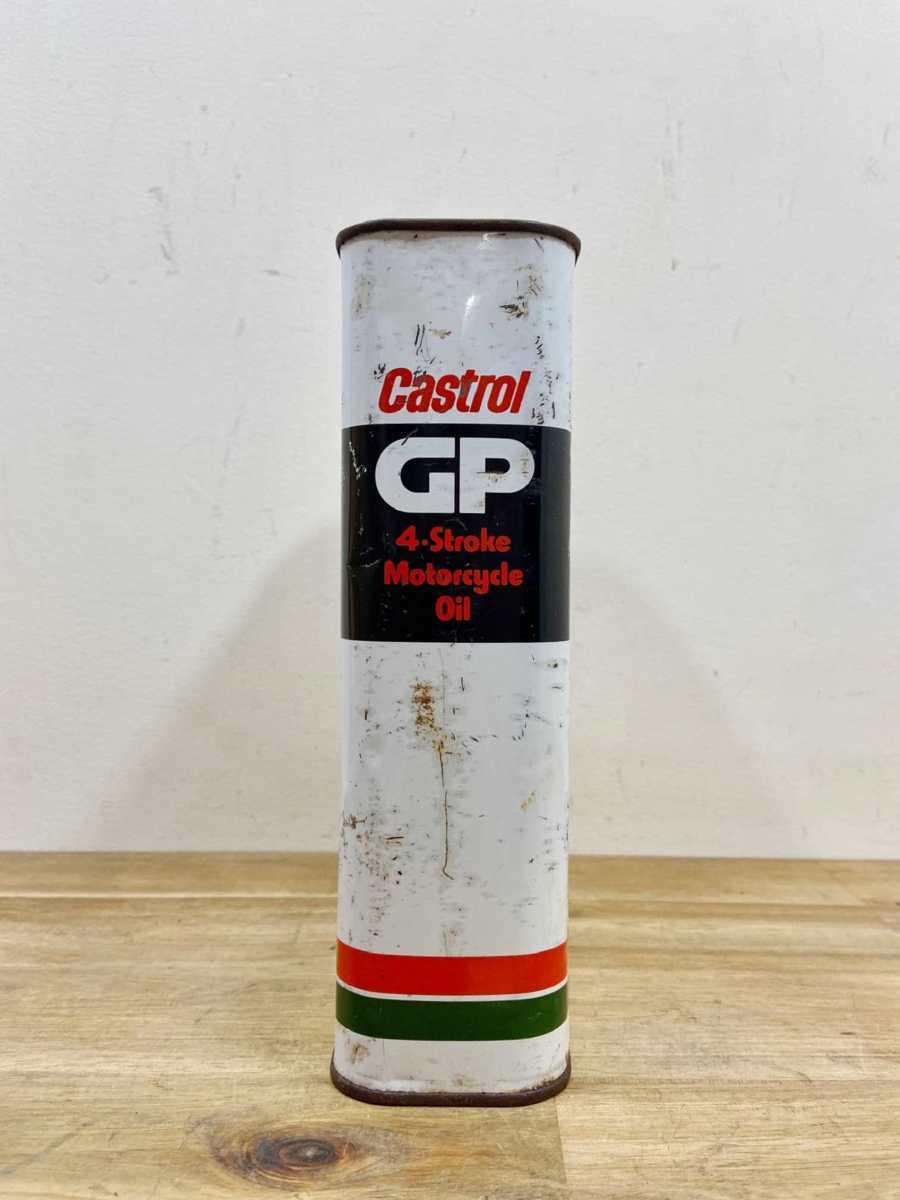 Castrol
GP
4-Stroke
Motorcycle
Oil